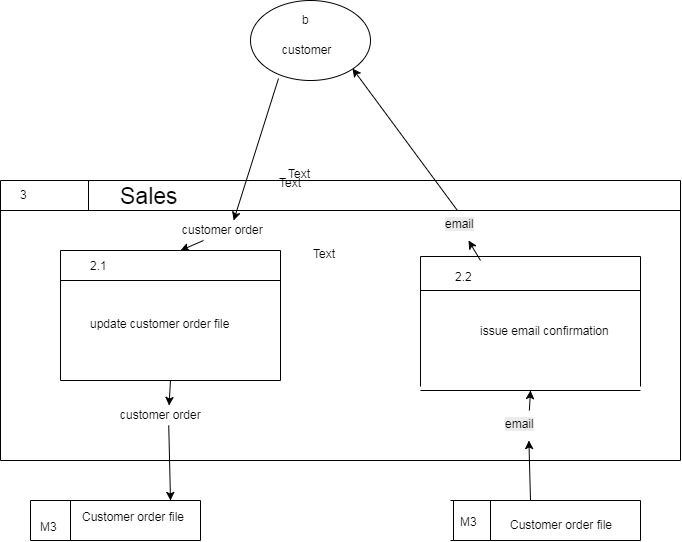 b
customer
Text
Text
3
Sales
customer order
email
Text
2.1
2.2
update customer order file
issue email confirmation
customer order
email
M3
Customer order file
M3
Customer order file